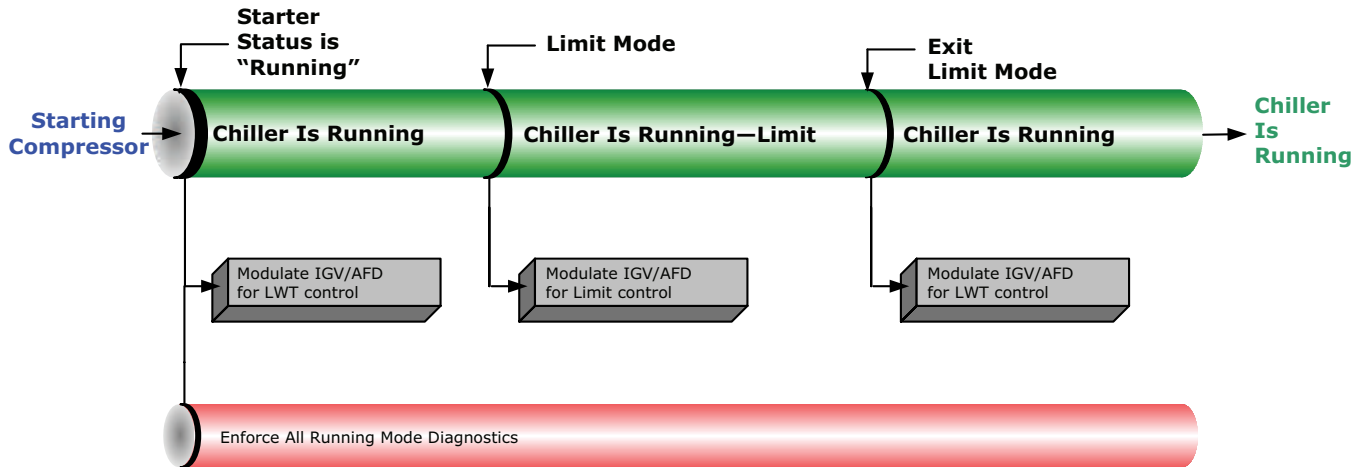 Starter
Status is
“Running”
Limit Mode
Exit
Limit Mode
Starting
Compressor
Chiller Is Running
Chiller Is Running—Limit
Chiller Is Running
Chiller
Is
Running
Modulate IGV/AFD
for LWT control
Modulate IGV/AFD
for Limit control
Modulate IGV/AFD
for LWT control
Enforce All Running Mode Diagnostics